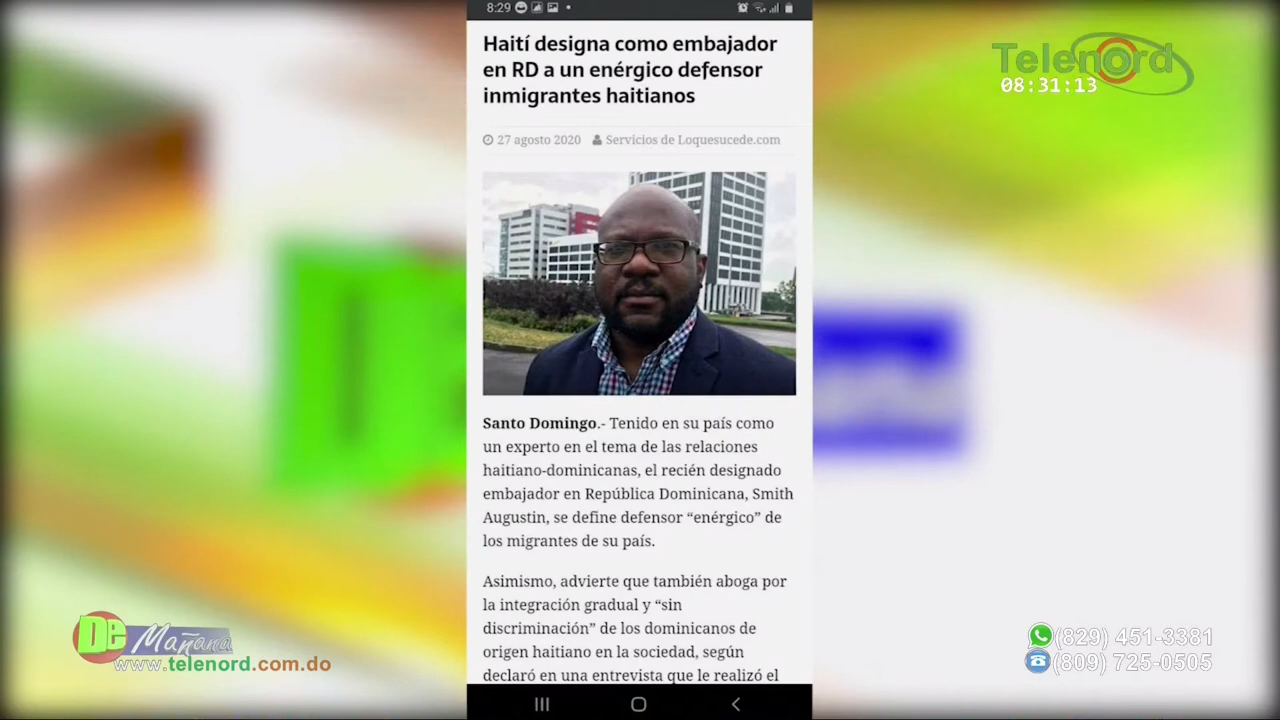 8:29
Haití designa como embajador
en RD a un enérgico defensor
inmigrantes haitianos
27 agosto 2020 Servicios de Loquesucede.com
Santo Domingo.- Tenido en su país como
un experto en el tema de las relaciones
haitiano-dominicanas, el recién designado
embajador en República Dominicana, Smith
Augustin, se define defensor “enérgico” de
los migrantes de su país.
Asimismo, advierte que también aboga por
la integración gradual y “sin
discriminación” de los dominicanos de
origen haitiano en la sociedad, según
declaró en una entrevista que le realizó el
Telenord
08:31:13
De Mañana
www.telenord.com.do
(829) 451-3381
(809) 725-0505